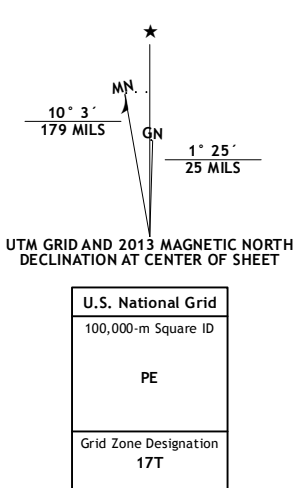 ★
MN
10° 3´
179 MILS
GN
1° 25´
25 MILS
UTM GRID AND 2013 MAGNETIC NORTH
DECLINATION AT CENTER OF SHEET
U.S. National Grid
100,000-m Square ID
PE
Grid Zone Designation
17T